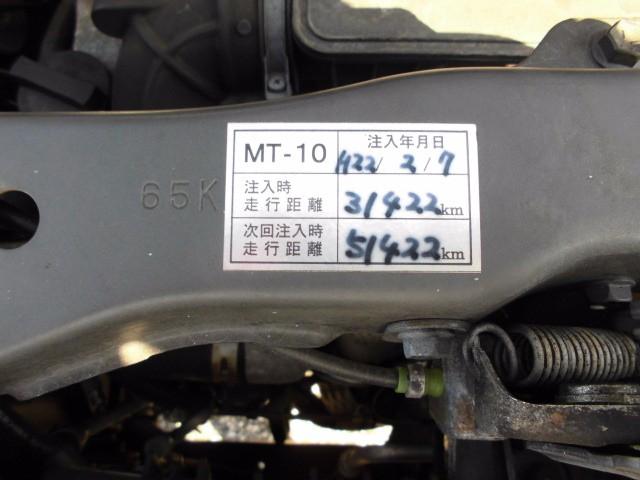 65K
MT-10 注入年月日
H22/2/7
注入時
走行距離 31422km
次回注入時
走行距離 51422km